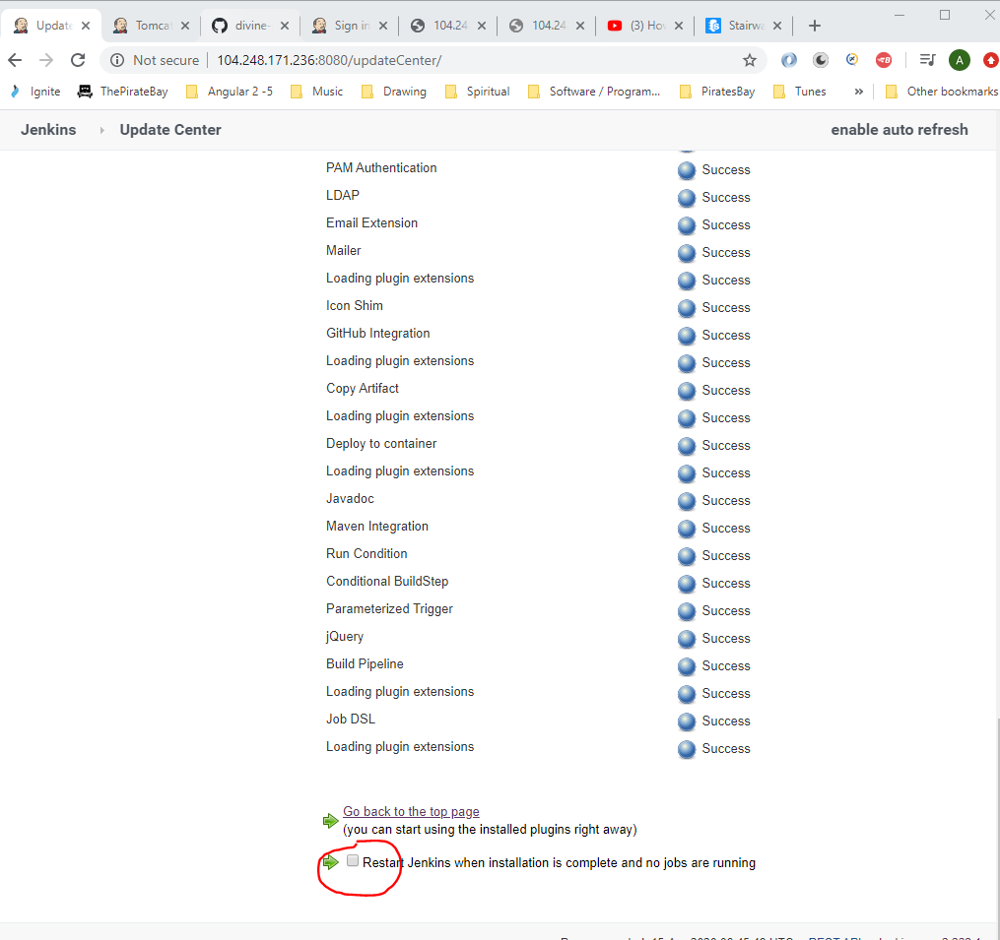 Update
Tomca
divine-
Sign in
104.24
104.24
(3) Ho
Stairw
Not secure
104.248.171.236:8080/updateCenter/
A
Ignite
ThePirateBay
Angular 2 -5
Music
Drawing
Spiritual
Software / Program...
PiratesBay
Tunes
»
Other bookmarks
Jenkins
Update Center
enable auto refresh
PAM Authentication Success
LDAP Success
Email Extension Success
Mailer Success
Loading plugin extensions Success
Icon Shim Success
GitHub Integration Success
Loading plugin extensions Success
Copy Artifact Success
Loading plugin extensions Success
Deploy to container Success
Loading plugin extensions Success
Javadoc Success
Maven Integration Success
Run Condition Success
Conditional BuildStep Success
Parameterized Trigger Success
jQuery Success
Build Pipeline Success
Loading plugin extensions Success
Job DSL Success
Loading plugin extensions Success
Go back to the top page
(you can start using the installed plugins right away)
Restart Jenkins when installation is complete and no jobs are running